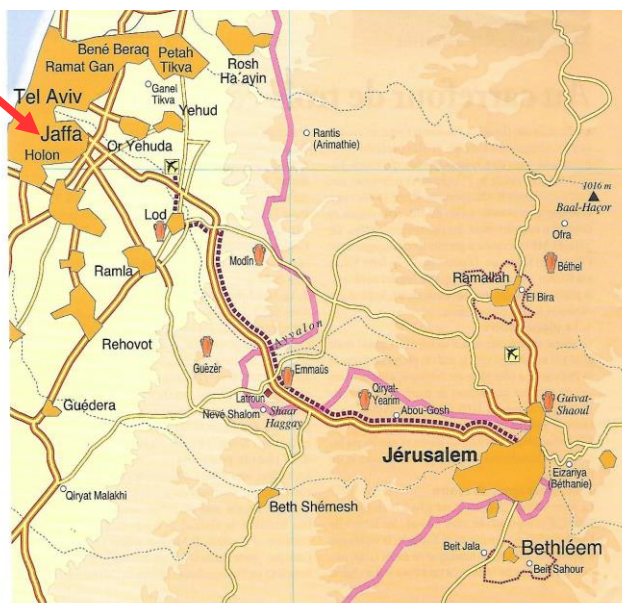 Bené Beraq
Ramat Gan
Petah
Tikva
Rosh
Ha'ayin
Ganei
Tikva
Tel Aviv
Yehud
Jaffa
Or Yehuda
Holon
Rantis
(Arimathie)
1016 m
Baal-Haçor
Ofra
Lod
Modin
Ramallah
Béthel
El Bira
Ramla
Ayyalon
Rehovot
Guèzèr
Emmaüs
Latroun
Névé Shalom
Shaar
Haggay
Qiryat-
Yearim
Abou-Gosh
Guivat-
Shaoul
Guédera
Jérusalem
Eizariya
(Béthanie)
Qiryat Malakhi
Beth Shémesh
Beit Jala
Bethléem
Beit Sahour